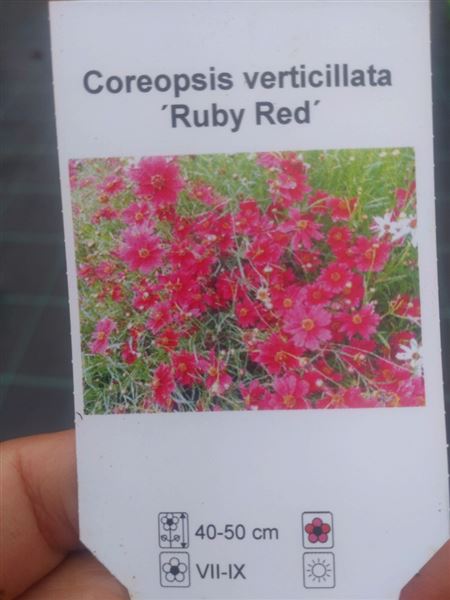 Coreopsis verticillata
´Ruby Red´
40-50 cm
VII-IX